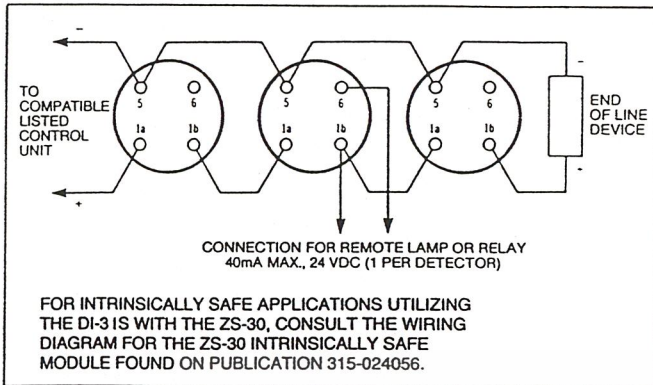 −
−
TO
COMPATIBLE
LISTED
CONTROL
UNIT
5 6
1a 1b
5 6
1a 1b
5 6
1a 1b
END
OF LINE
DEVICE
+
+
CONNECTION FOR REMOTE LAMP OR RELAY
40mA MAX., 24 VDC (1 PER DETECTOR)
FOR INTRINSICALLY SAFE APPLICATIONS UTILIZING
THE DI-3 IS WITH THE ZS-30, CONSULT THE WIRING
DIAGRAM FOR THE ZS-30 INTRINSICALLY SAFE
MODULE FOUND ON PUBLICATION 315-024056.